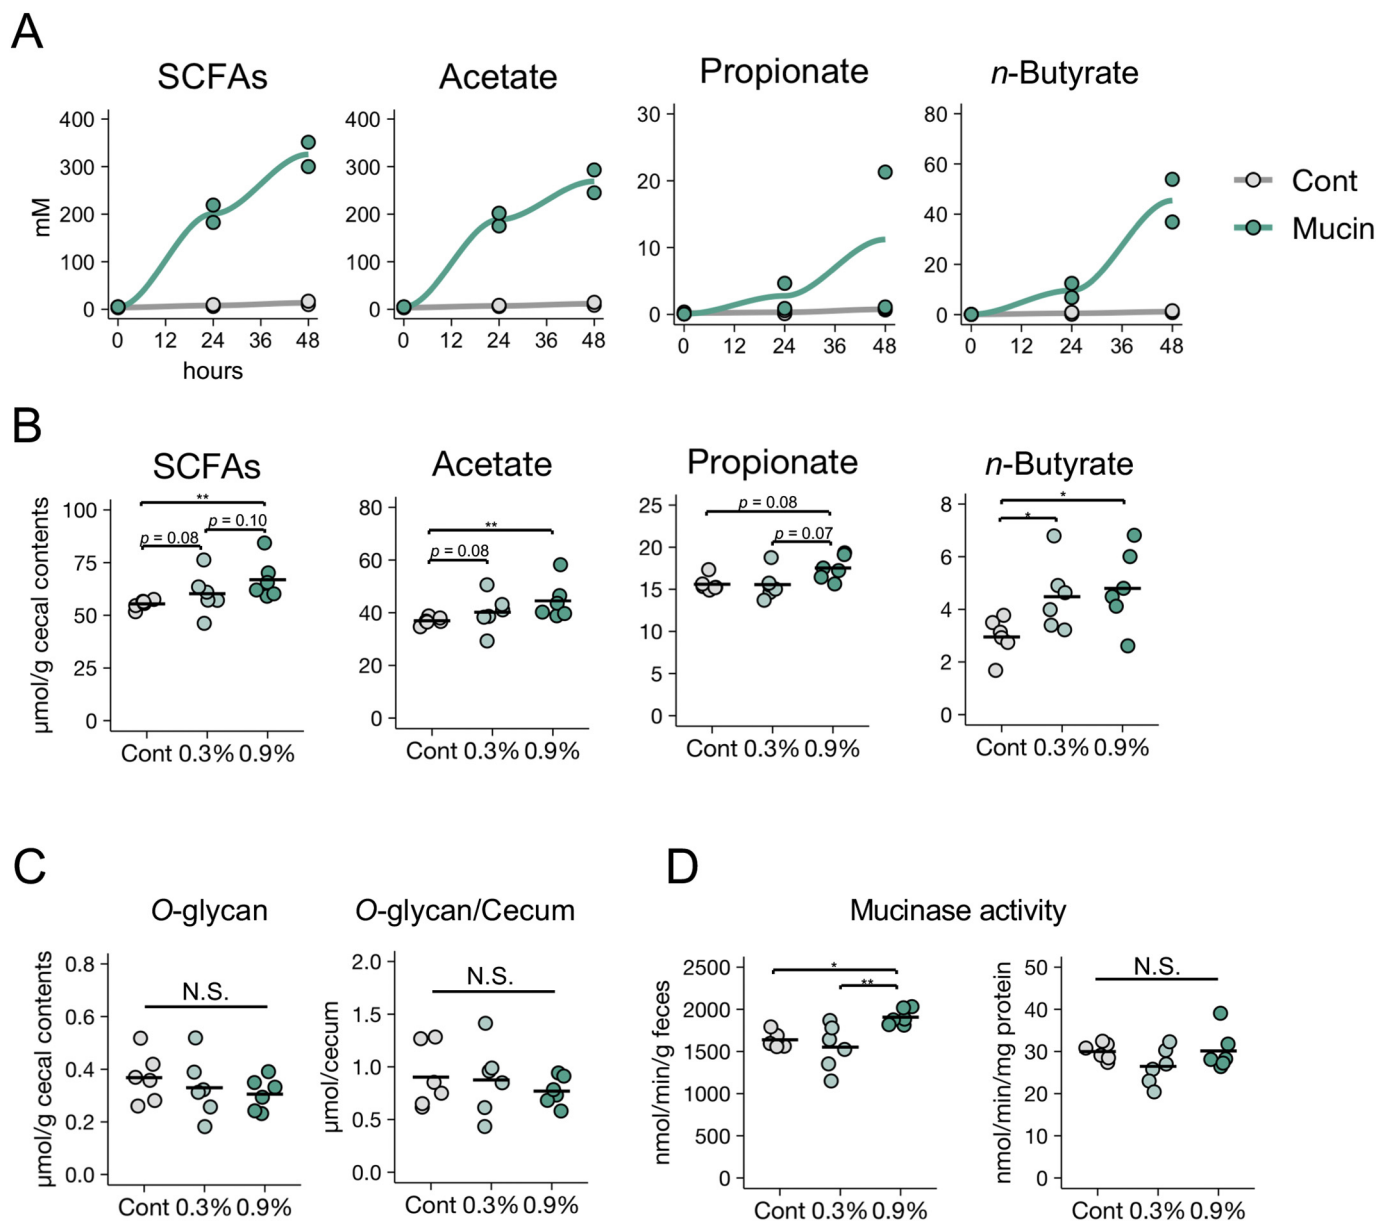 A
SCFAs
Acetate
Propionate
n-Butyrate
400
300
200
100
0
mM
0 12 24 36 48
hours
400
300
200
100
0
0 12 24 36 48
30
20
10
0
0 12 24 36 48
80
60
40
20
0
0 12 24 36 48
Cont
Mucin
B
SCFAs
Acetate
Propionate
n-Butyrate
µmol/g cecal contents
100
75
50
25
0
**
p = 0.10
p = 0.08
Cont 0.3% 0.9%
80
60
40
20
0
**
p = 0.08
Cont 0.3% 0.9%
25
20
15
10
5
0
p = 0.08
p = 0.07
Cont 0.3% 0.9%
8
6
4
2
0
*
*
Cont 0.3% 0.9%
C
O-glycan
O-glycan/Cecum
µmol/g cecal contents
0.8
0.6
0.4
0.2
0.0
N.S.
Cont 0.3% 0.9%
µmol/cecum
2.0
1.5
1.0
0.5
0.0
N.S.
Cont 0.3% 0.9%
D
Mucinase activity
nmol/min/g feces
2500
2000
1500
1000
500
0
*
**
Cont 0.3% 0.9%
nmol/min/mg protein
50
40
30
20
10
0
N.S.
Cont 0.3% 0.9%